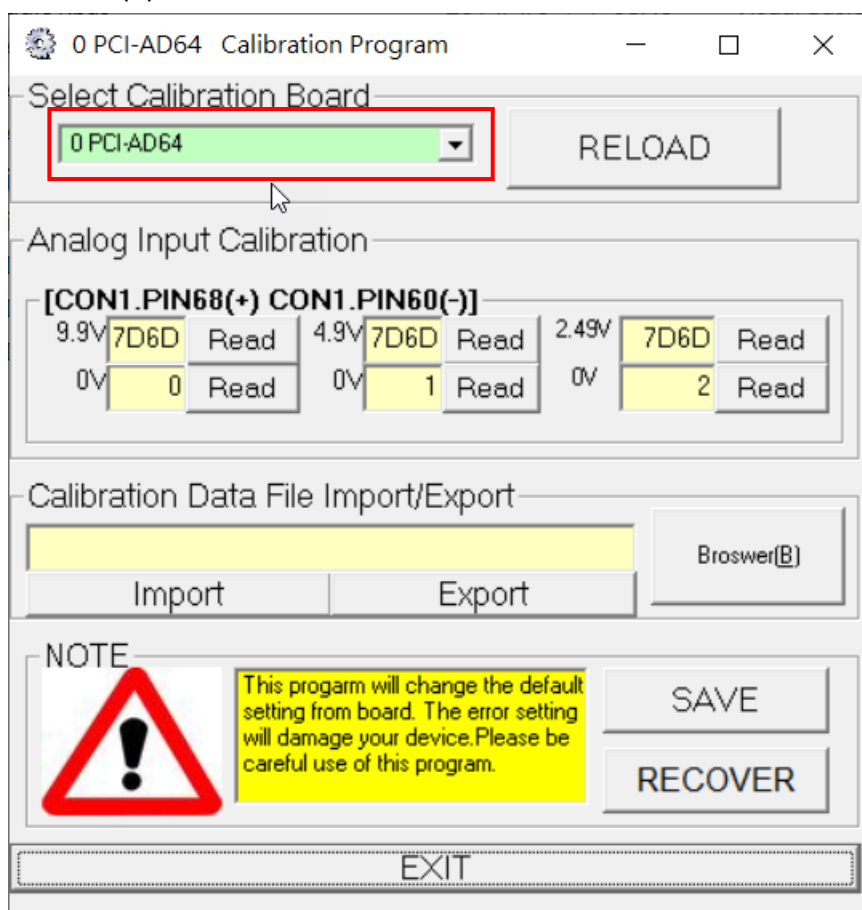 0 PCI-AD64 Calibration Program
Select Calibration Board
0 PCI-AD64
RELOAD
Analog Input Calibration
[CON1.PIN68(+) CON1.PIN60(-)]
9.9V 7D6D Read 4.9V 7D6D Read 2.49V 7D6D Read
0V 0 Read 0V 1 Read 0V 2 Read
Calibration Data File Import/Export
Broswer(B)
Import Export
NOTE
This progarm will change the default
setting from board. The error setting
will damage your device.Please be
careful use of this program.
SAVE
RECOVER
EXIT